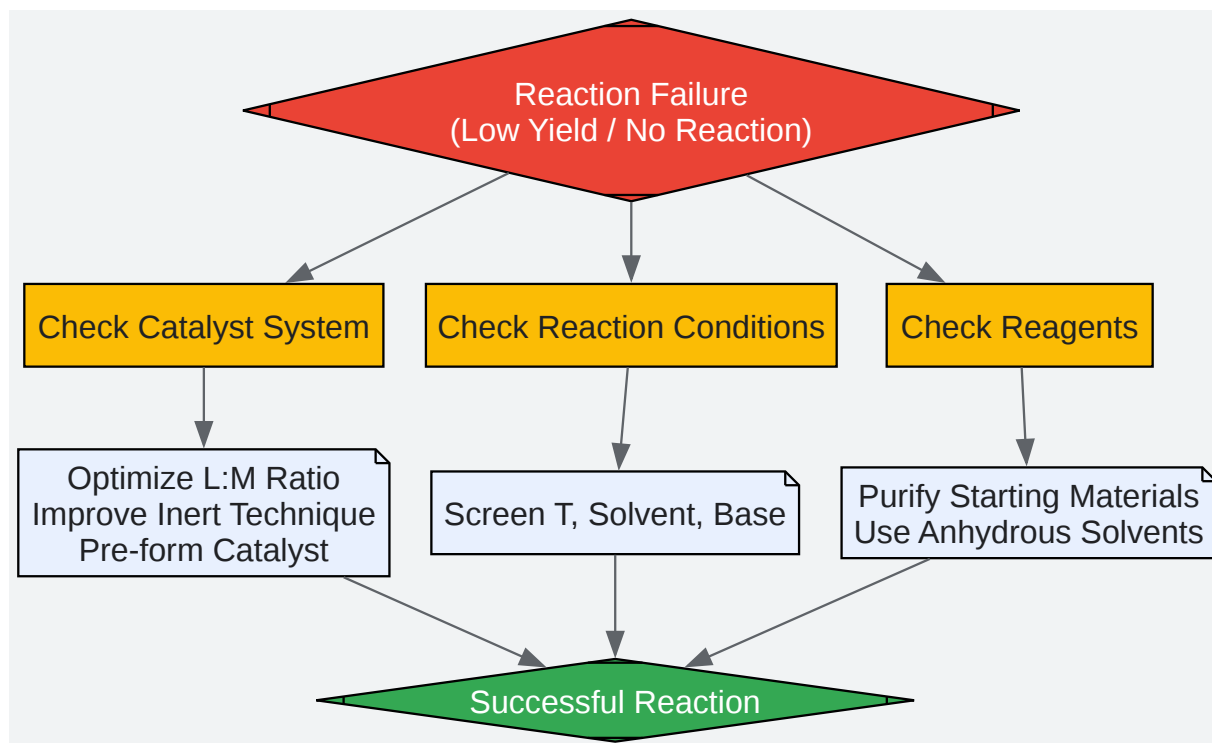 Reaction Failure
(Low Yield / No Reaction)
Check Catalyst System
Check Reaction Conditions
Check Reagents
Optimize L:M Ratio
Improve Inert Technique
Pre-form Catalyst
Screen T, Solvent, Base
Purify Starting Materials
Use Anhydrous Solvents
Successful Reaction